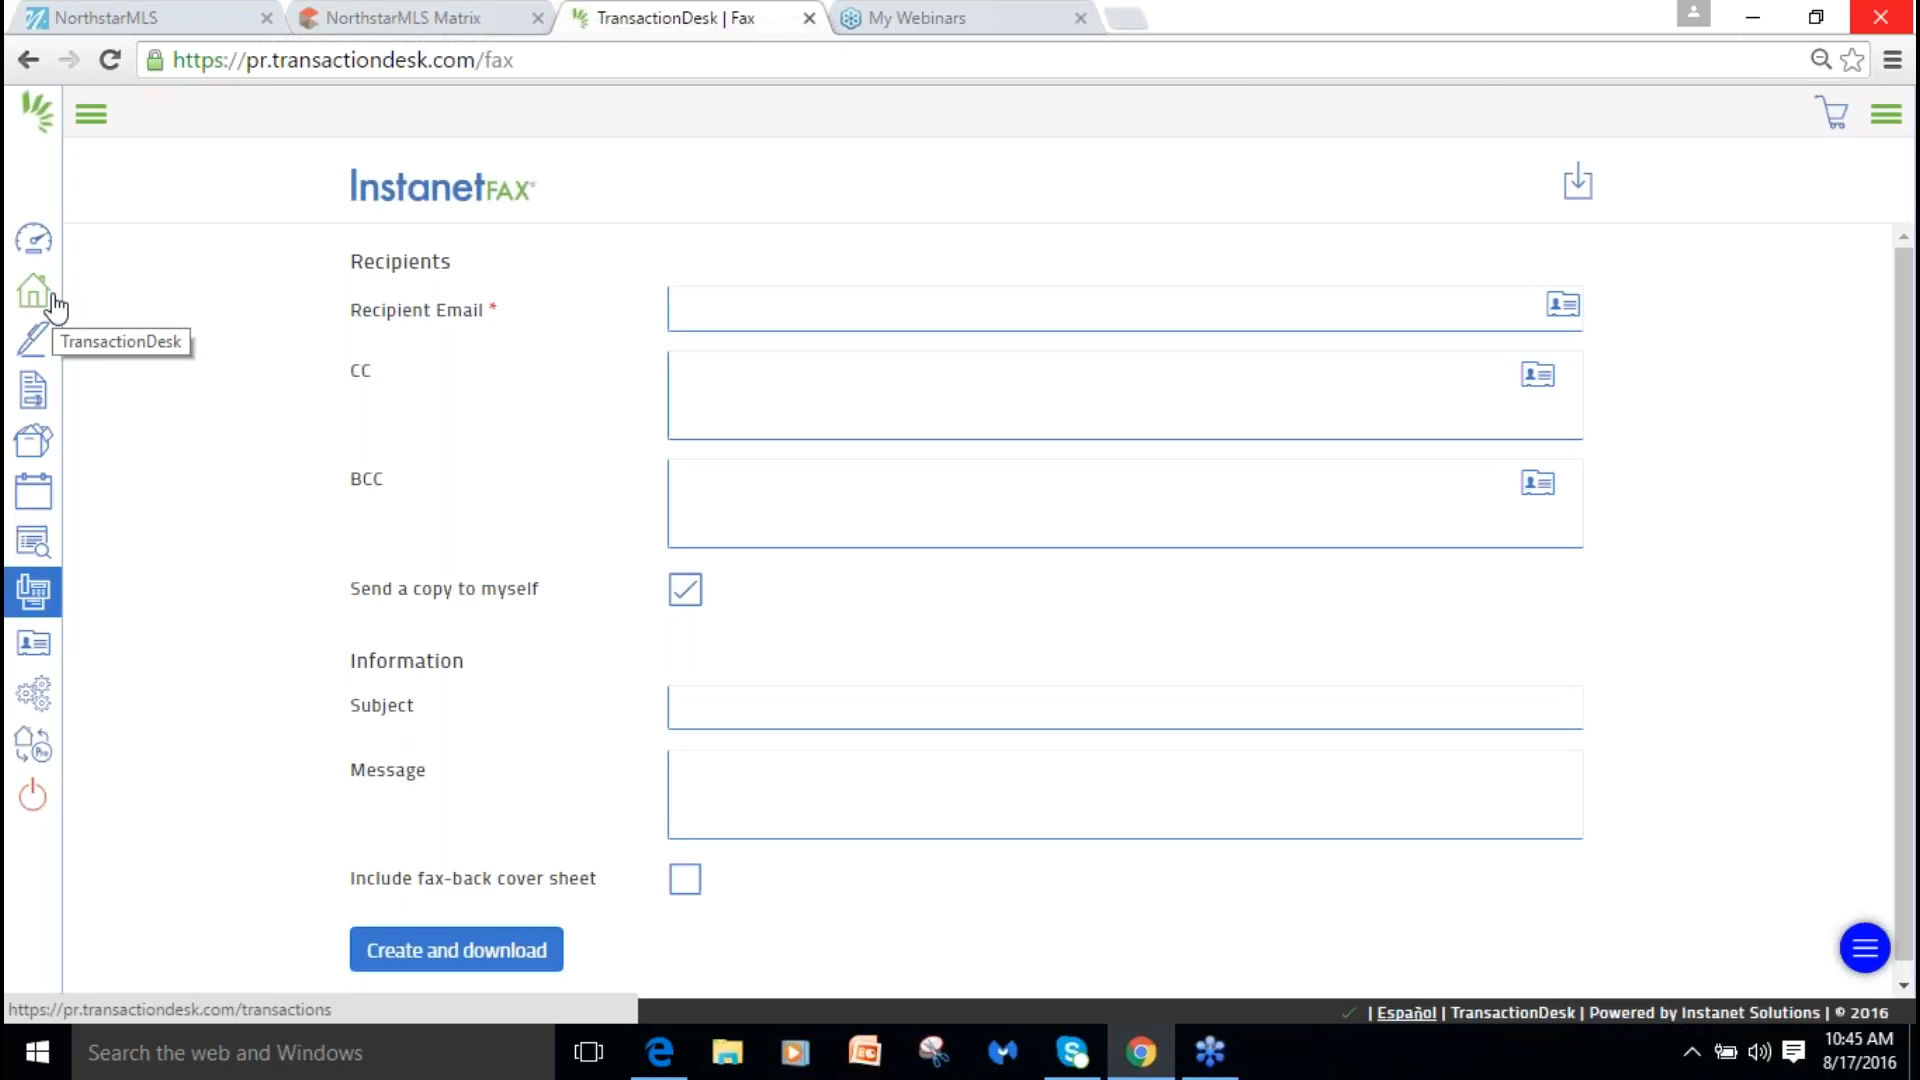 NorthstarMLS
NorthstarMLS Matrix
TransactionDesk | Fax
My Webinars
https://pr.transactiondesk.com/fax
InstanetFAX
Recipients
Recipient Email *
TransactionDesk
CC
BCC
Send a copy to myself
Information
Subject
Message
Include fax-back cover sheet
Create and download
https://pr.transactiondesk.com/transactions
| Español | TransactionDesk | Powered by Instanet Solutions | © 2016
Search the web and Windows
10:45 AM
8/17/2016